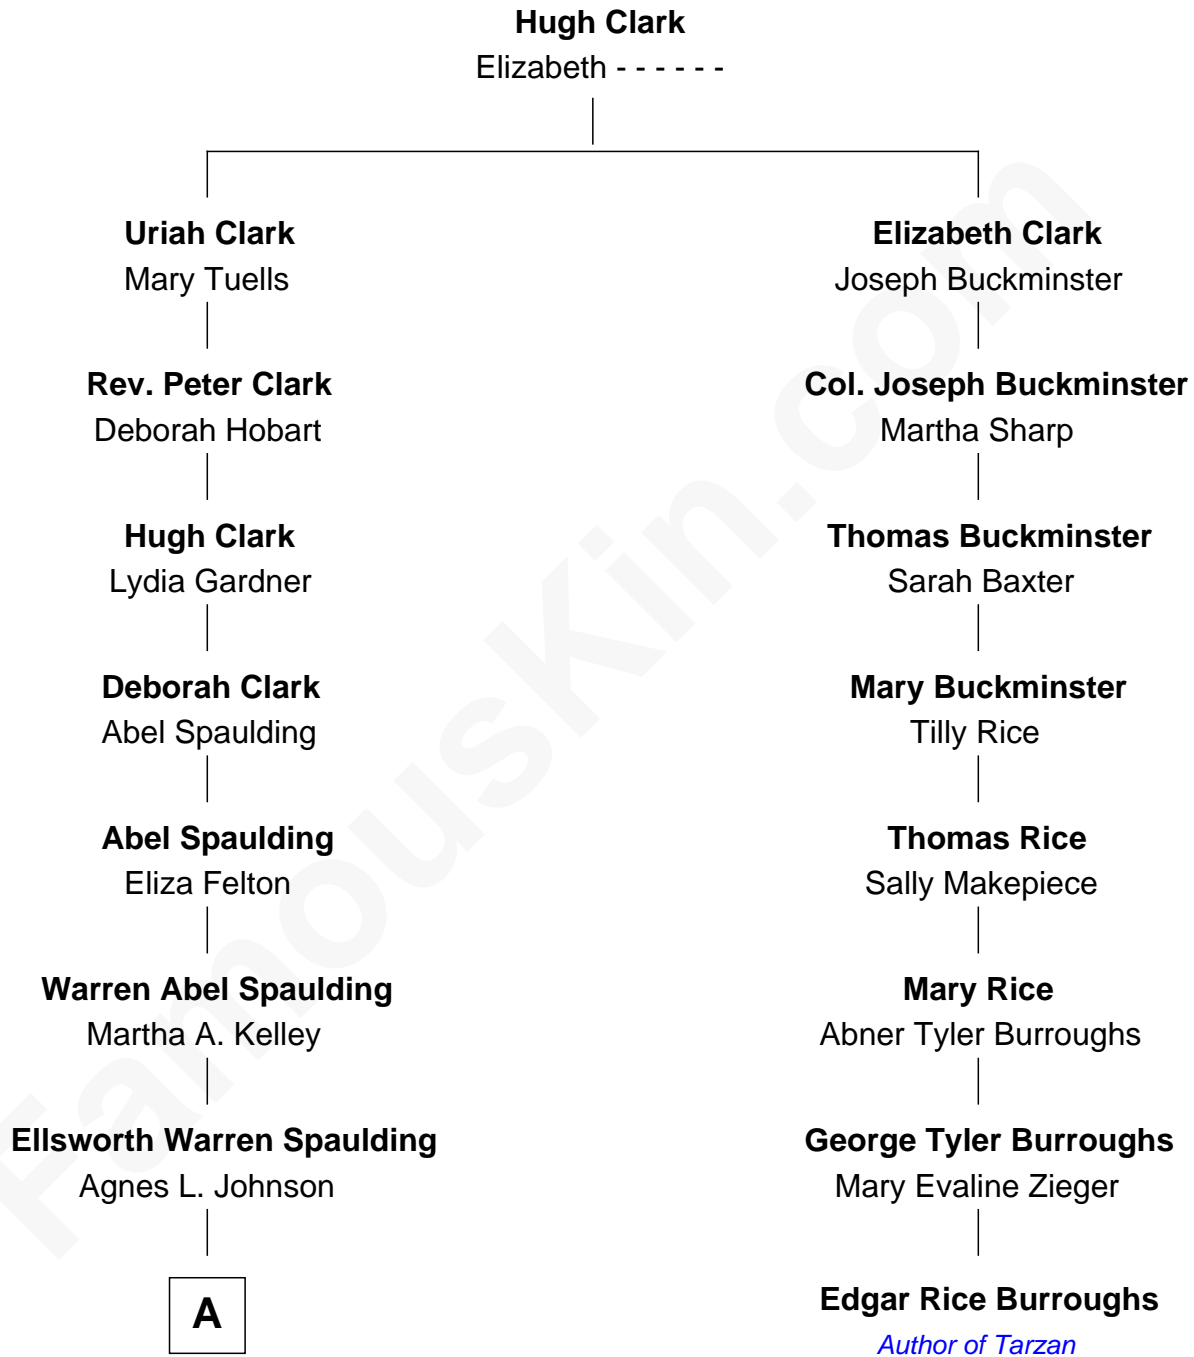 Hugh Clark
Elizabeth - - - - - -
Uriah Clark
Mary Tuells
Elizabeth Clark
Joseph Buckminster
Rev. Peter Clark
Deborah Hobart
Col. Joseph Buckminster
Martha Sharp
Hugh Clark
Lydia Gardner
Thomas Buckminster
Sarah Baxter
Deborah Clark
Abel Spaulding
Mary Buckminster
Tilly Rice
Abel Spaulding
Eliza Felton
Thomas Rice
Sally Makepiece
Warren Abel Spaulding
Martha A. Kelley
Mary Rice
Abner Tyler Burroughs
Ellsworth Warren Spaulding
Agnes L. Johnson
George Tyler Burroughs
Mary Evaline Zieger
A
Edgar Rice Burroughs
Author of Tarzan
FamousKin.com